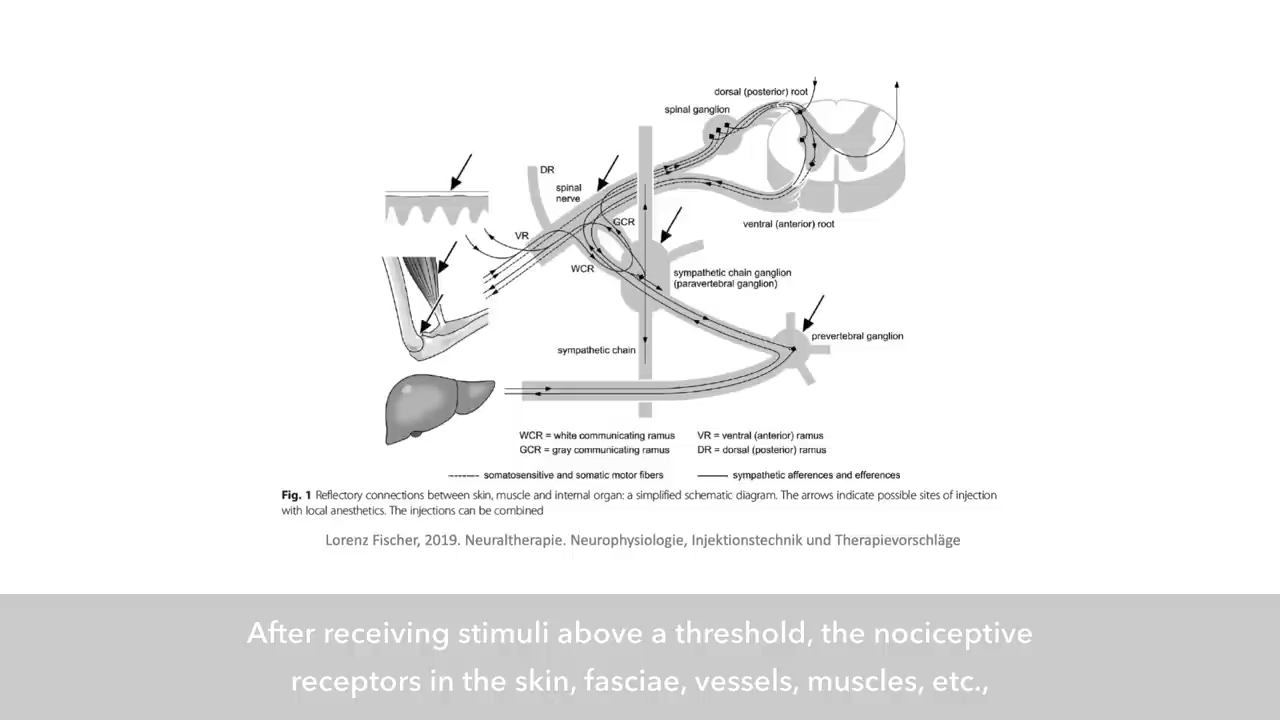 dorsal (posterior) root
spinal ganglion
DR
spinal
nerve
GCR
ventral (anterior) root
VR
WCR
sympathetic chain ganglion
(paravertebral ganglion)
prevertebral ganglion
sympathetic chain
WCR = white communicating ramus
VR = ventral (anterior) ramus
GCR = gray communicating ramus
DR = dorsal (posterior) ramus
somatosensitive and somatic motor fibers
sympathetic afferences and efferences
Fig. 1 Reflectory connections between skin, muscle and internal organ: a simplified schematic diagram. The arrows indicate possible sites of injection
with local anesthetics. The injections can be combined
Lorenz Fischer, 2019. Neuraltherapie. Neurophysiologie, Injektionstechnik und Therapievorschläge
After receiving stimuli above a threshold, the nociceptive
receptors in the skin, fasciae, vessels, muscles, etc.,